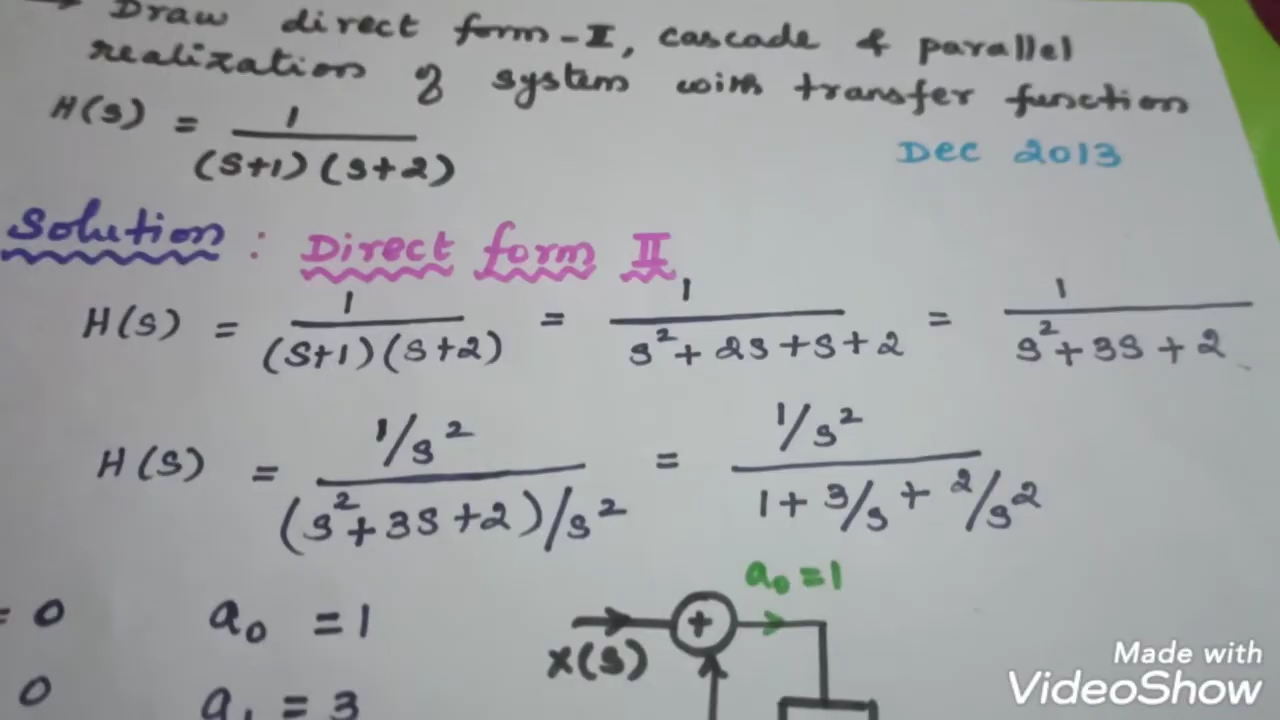 → Draw direct form-II, cascade & parallel
realization of system with transfer function
H(s) = 1/(s+1)(s+2)
Dec 2013
Solution : Direct form II
H(s) = 1/(s+1)(s+2) = 1/s²+2s+s+2 = 1/s²+3s+2
H(s) = 1/s²/(s²+3s+2)/s² = 1/s²/1+3/s+2/s²
= 0 a₀ = 1
a₀ = 1
+
X(s)
0 a₁ = 3
Made with
VideoShow